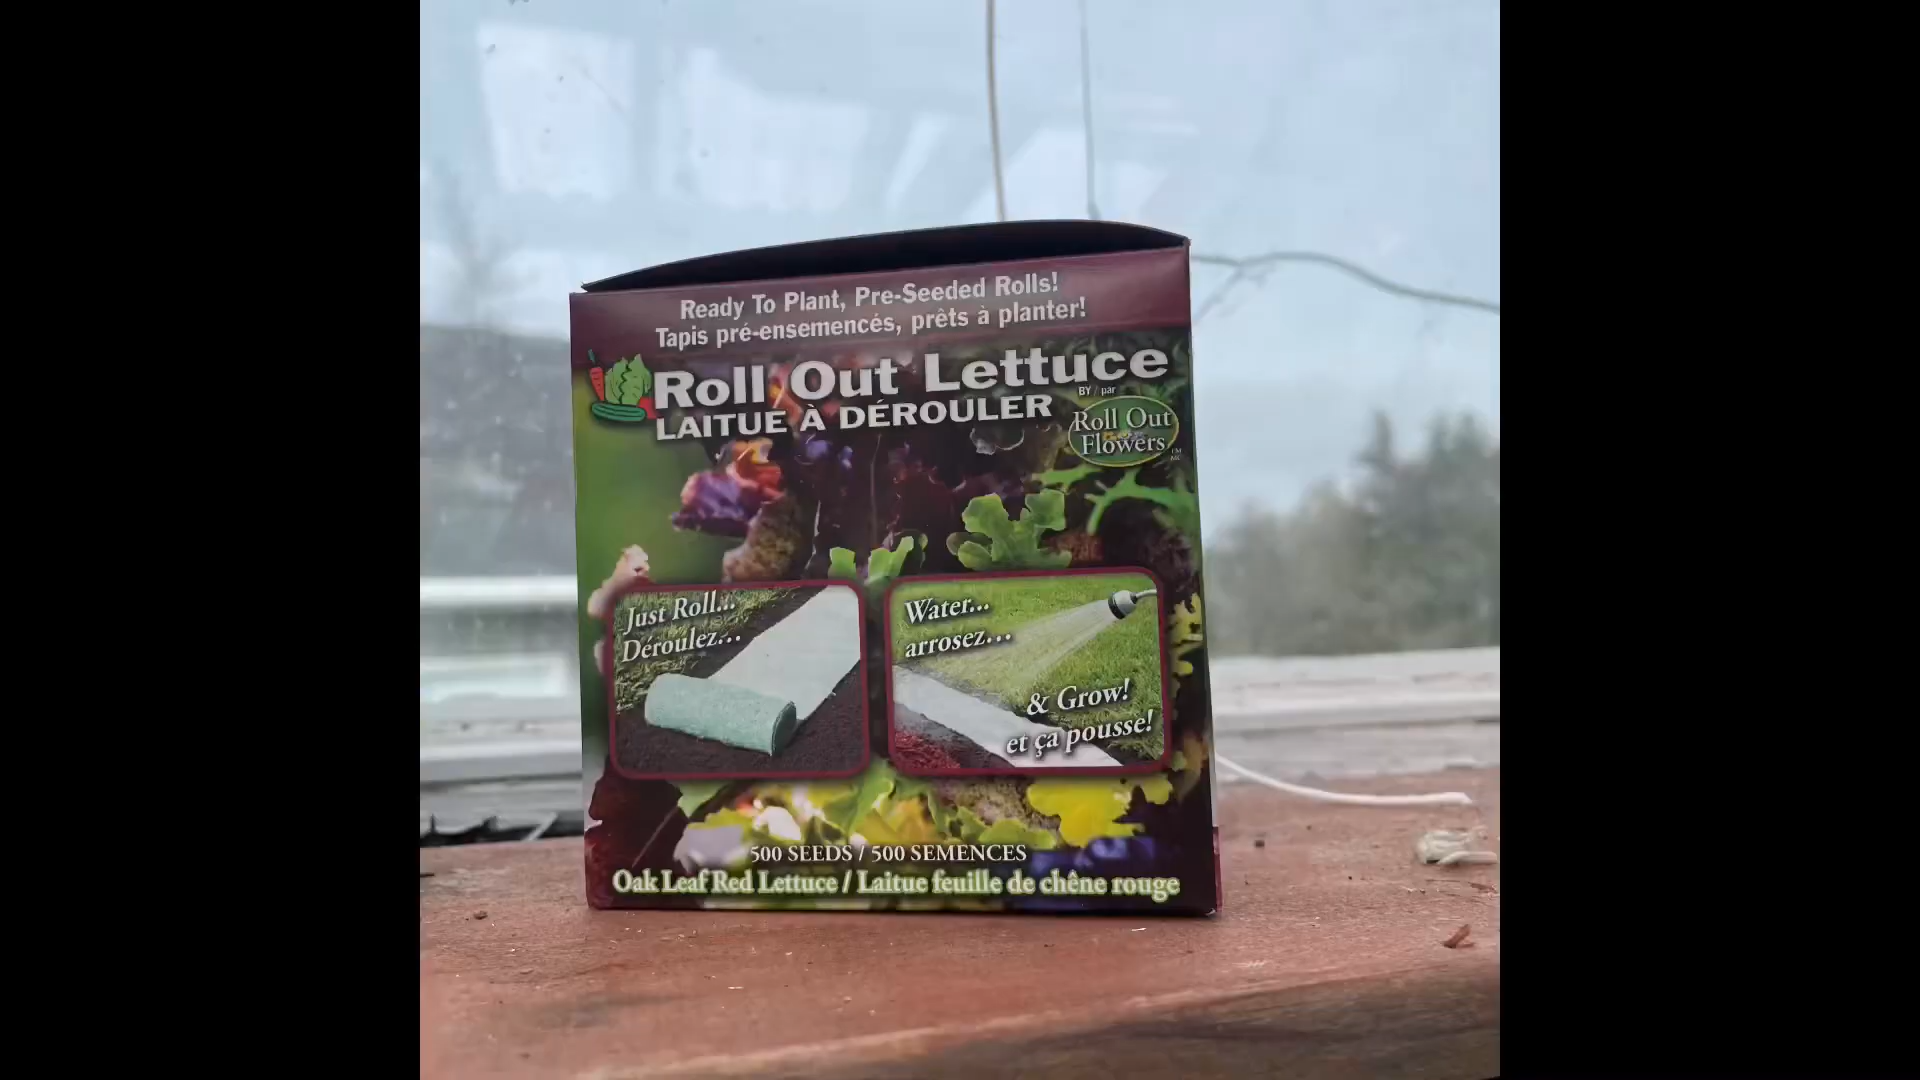 Ready To Plant, Pre-Seeded Rolls!
Tapis pré-ensemencés, prêts à planter!
Roll Out Lettuce
LAITUE À DÉROULER
BY / par
Roll Out
Flowers
TM
MC
Just Roll...
Déroulez...
Water...
arrosez...
& Grow!
et ça pousse!
500 SEEDS / 500 SEMENCES
Oak Leaf Red Lettuce / Laitue feuille de chêne rouge